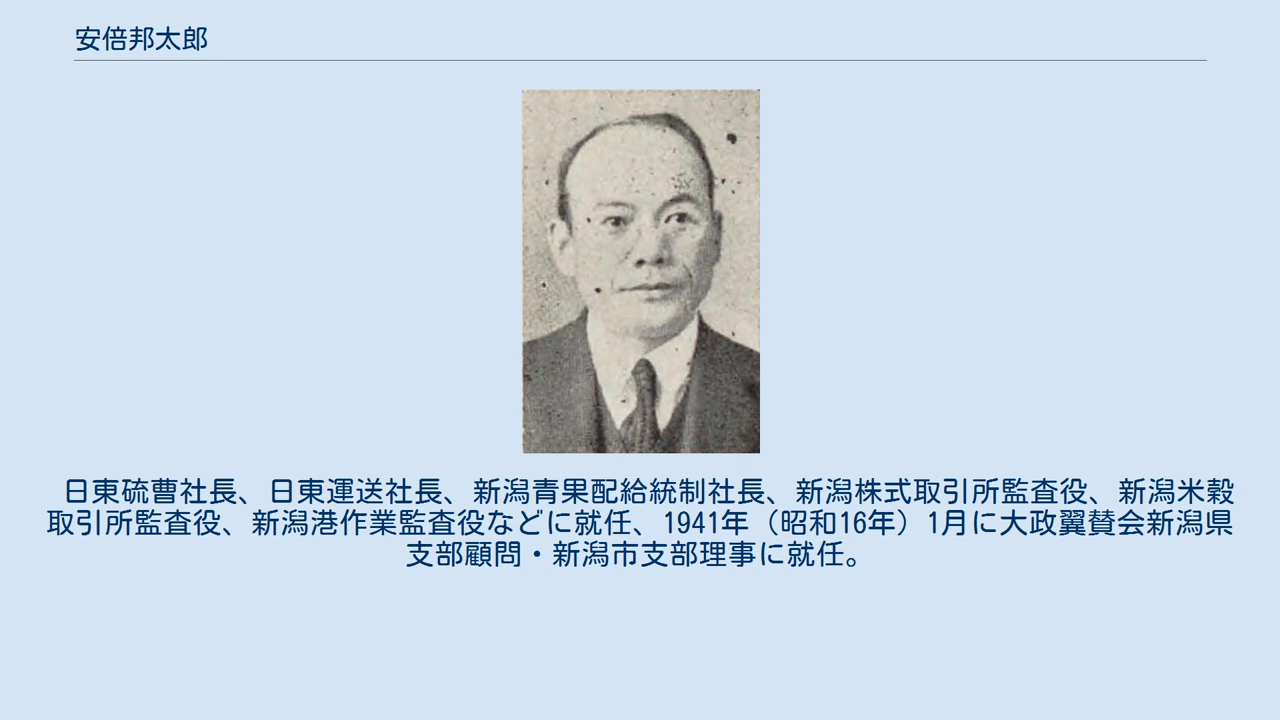 安倍邦太郎
日東硫曹社長、日東運送社長、新潟青果配給統制社長、新潟株式取引所監査役、新潟米穀
取引所監査役、新潟港作業監査役などに就任、1941年（昭和16年）1月に大政翼賛会新潟県
支部顧問・新潟市支部理事に就任。